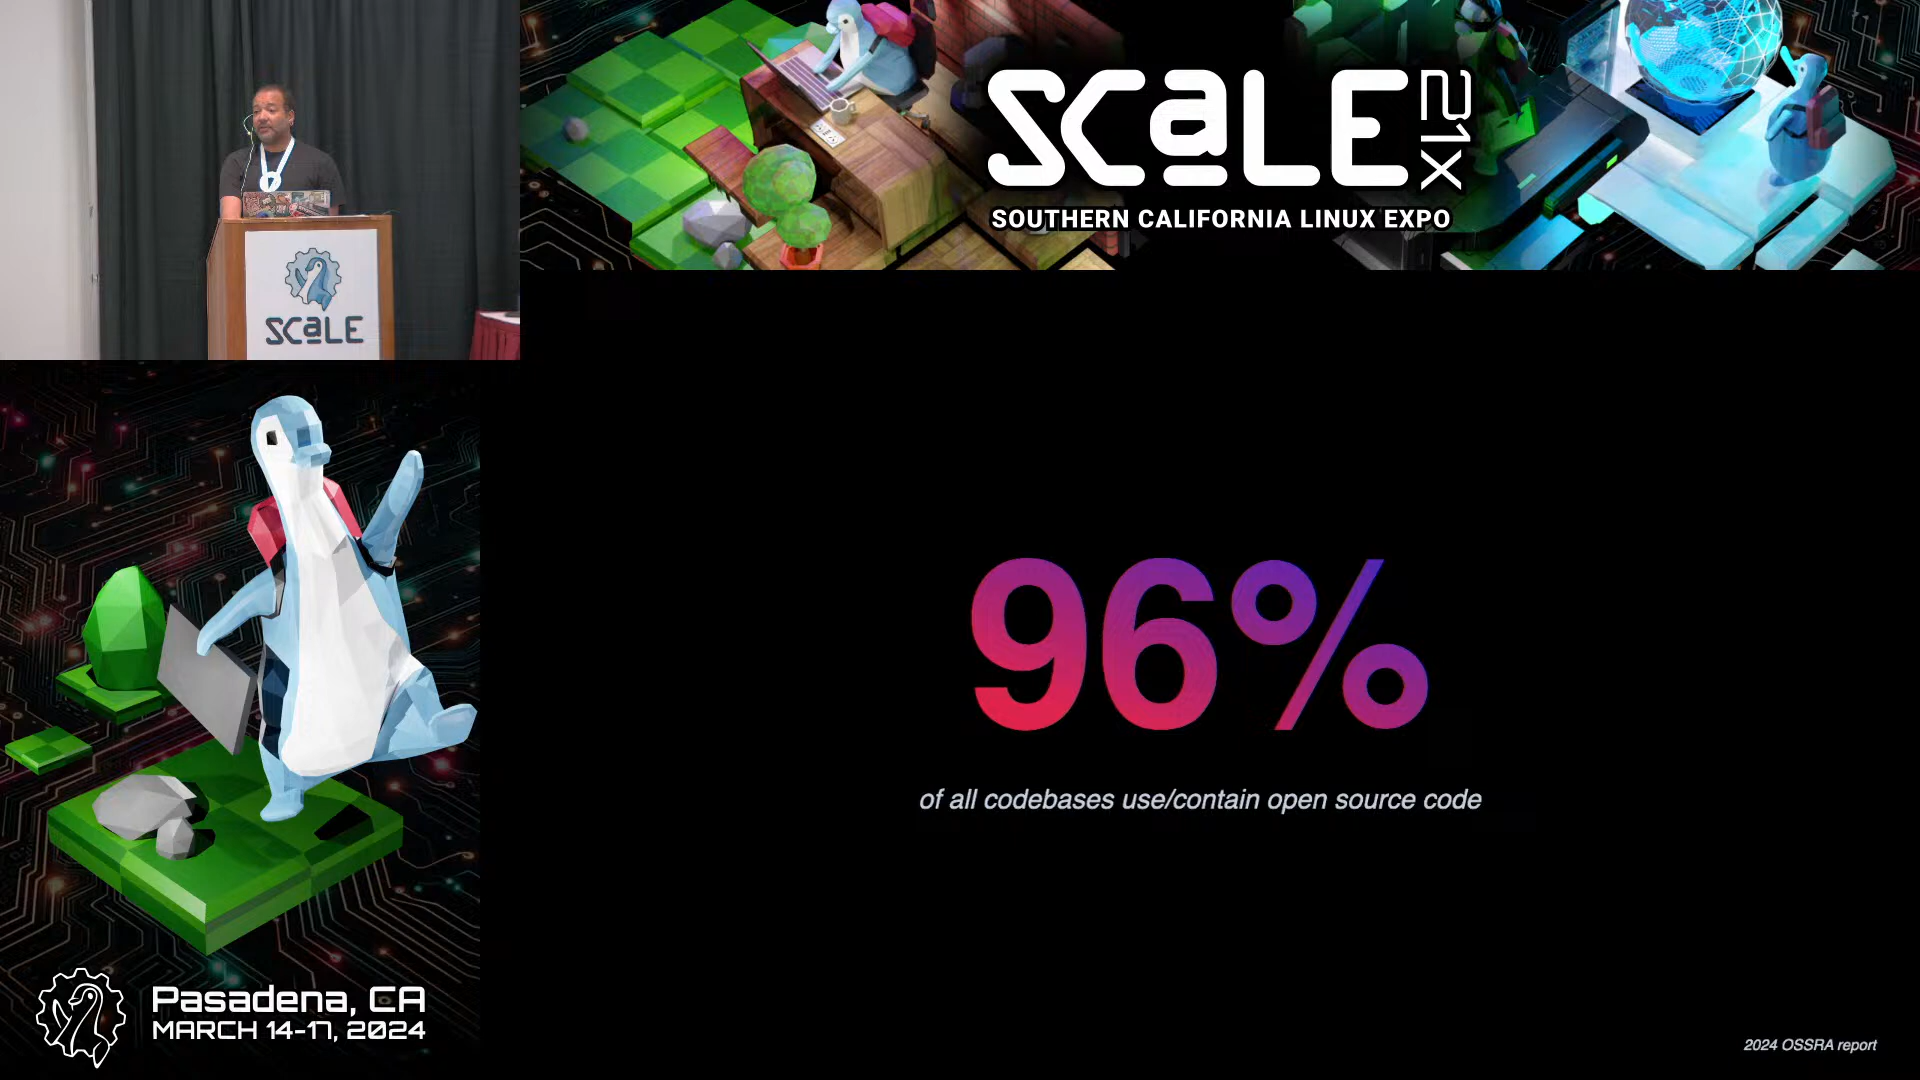 SCaLE 21X
SOUTHERN CALIFORNIA LINUX EXPO
SCaLE
96%
of all codebases use/contain open source code
Pasadena, CA
MARCH 14-17, 2024
2024 OSSRA report